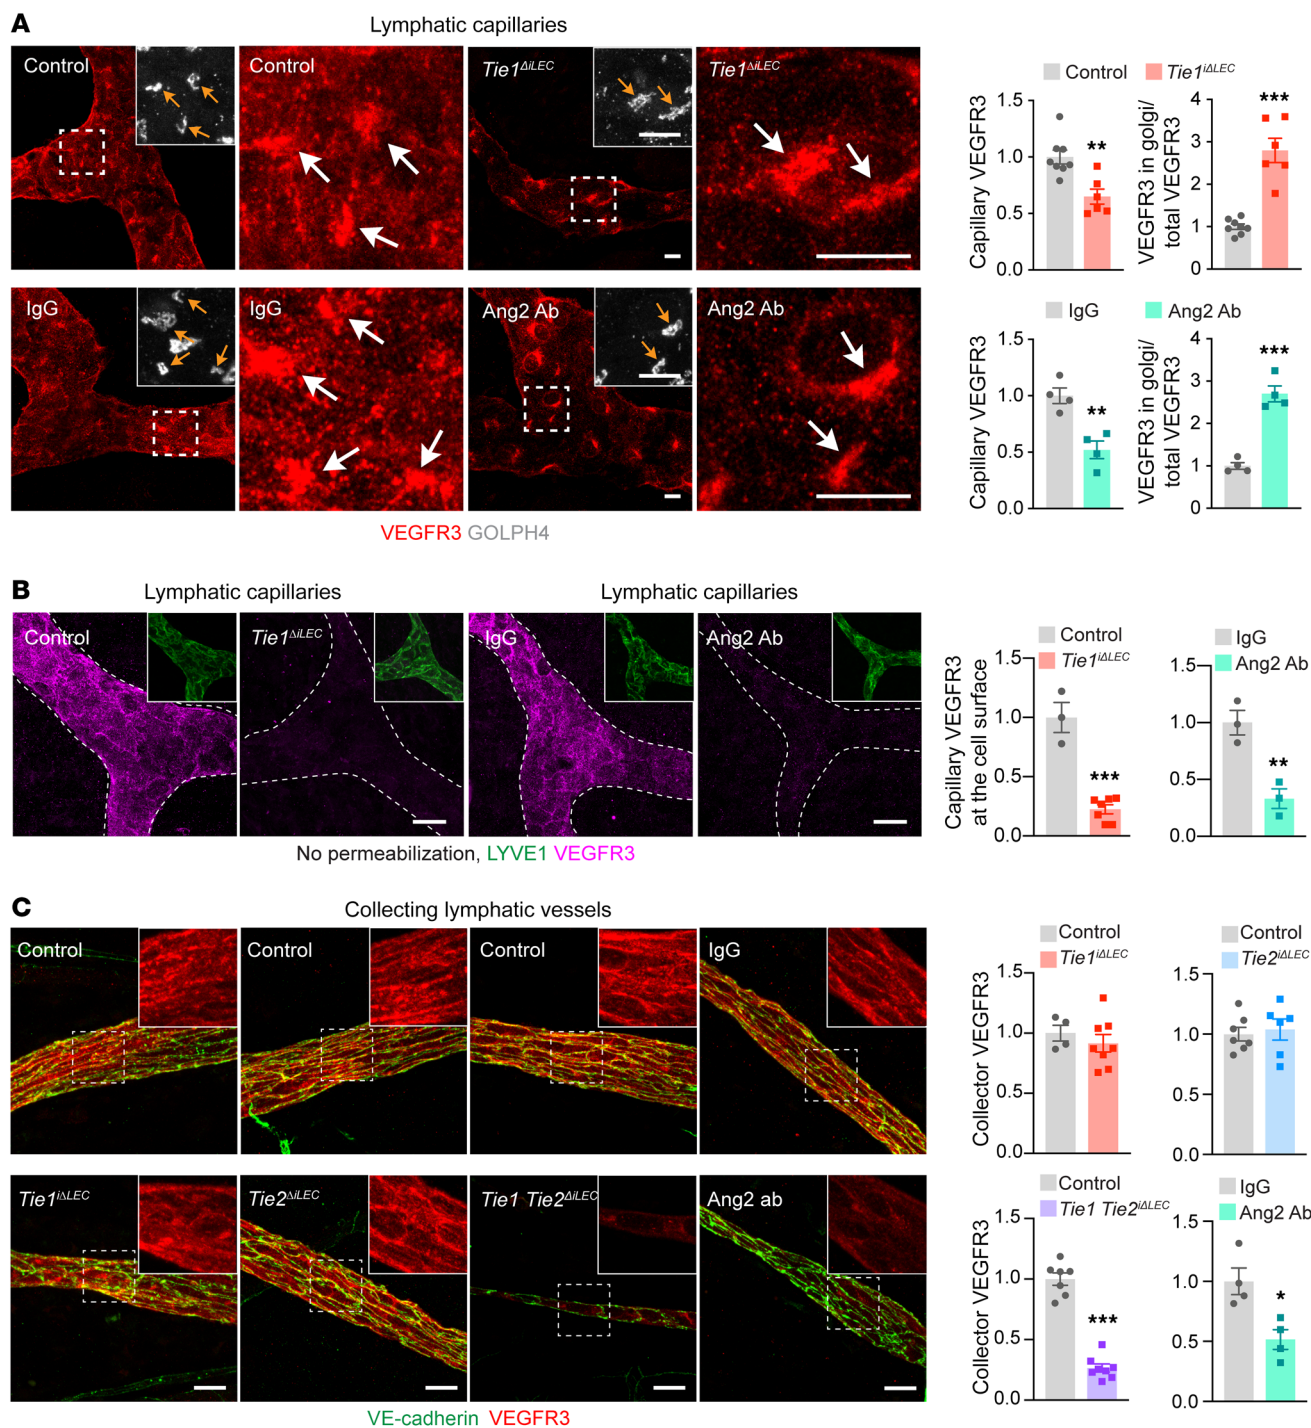 A
Lymphatic capillaries
Control
Control
Tie1ΔiLEC
Tie1ΔiLEC
IgG
IgG
Ang2 Ab
Ang2 Ab
VEGFR3 GOLPH4
Control
Tie1iΔLEC
Capillary VEGFR3
1.5
1.0
0.5
0.0
**
VEGFR3 in golgi/
total VEGFR3
4
3
2
1
0
***
IgG
Ang2 Ab
Capillary VEGFR3
1.5
1.0
0.5
0.0
**
VEGFR3 in golgi/
total VEGFR3
4
3
2
1
0
***
B
Lymphatic capillaries
Lymphatic capillaries
Control
Tie1ΔiLEC
IgG
Ang2 Ab
No permeabilization, LYVE1 VEGFR3
Control
Tie1iΔLEC
Capillary VEGFR3
at the cell surface
1.5
1.0
0.5
0.0
***
IgG
Ang2 Ab
1.5
1.0
0.5
0.0
**
C
Collecting lymphatic vessels
Control
Control
Control
IgG
Tie1iΔLEC
Tie2ΔiLEC
Tie1 Tie2ΔiLEC
Ang2 ab
VE-cadherin VEGFR3
Control
Tie1iΔLEC
Collector VEGFR3
1.5
1.0
0.5
0.0
Control
Tie2iΔLEC
1.5
1.0
0.5
0.0
Control
Tie1 Tie2iΔLEC
Collector VEGFR3
1.5
1.0
0.5
0.0
***
IgG
Ang2 Ab
1.5
1.0
0.5
0.0
*